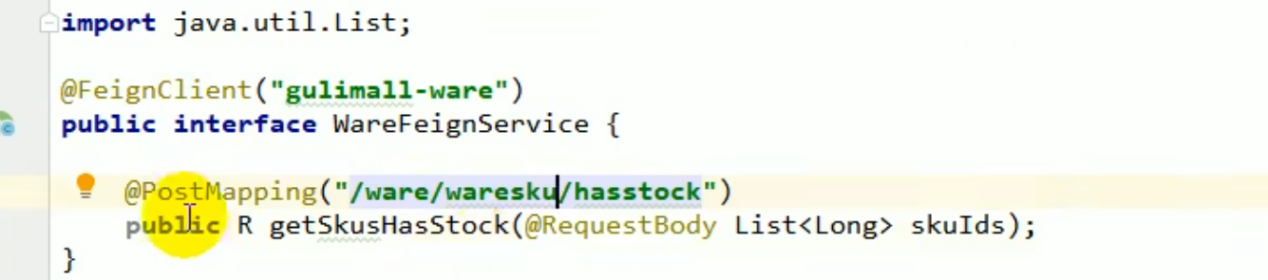 import java.util.List;
@FeignClient("gulimall-ware")
public interface WareFeignService {
@PostMapping("/ware/waresku/hasstock")
public R getSkusHasStock(@RequestBody List<Long> skuIds);
}